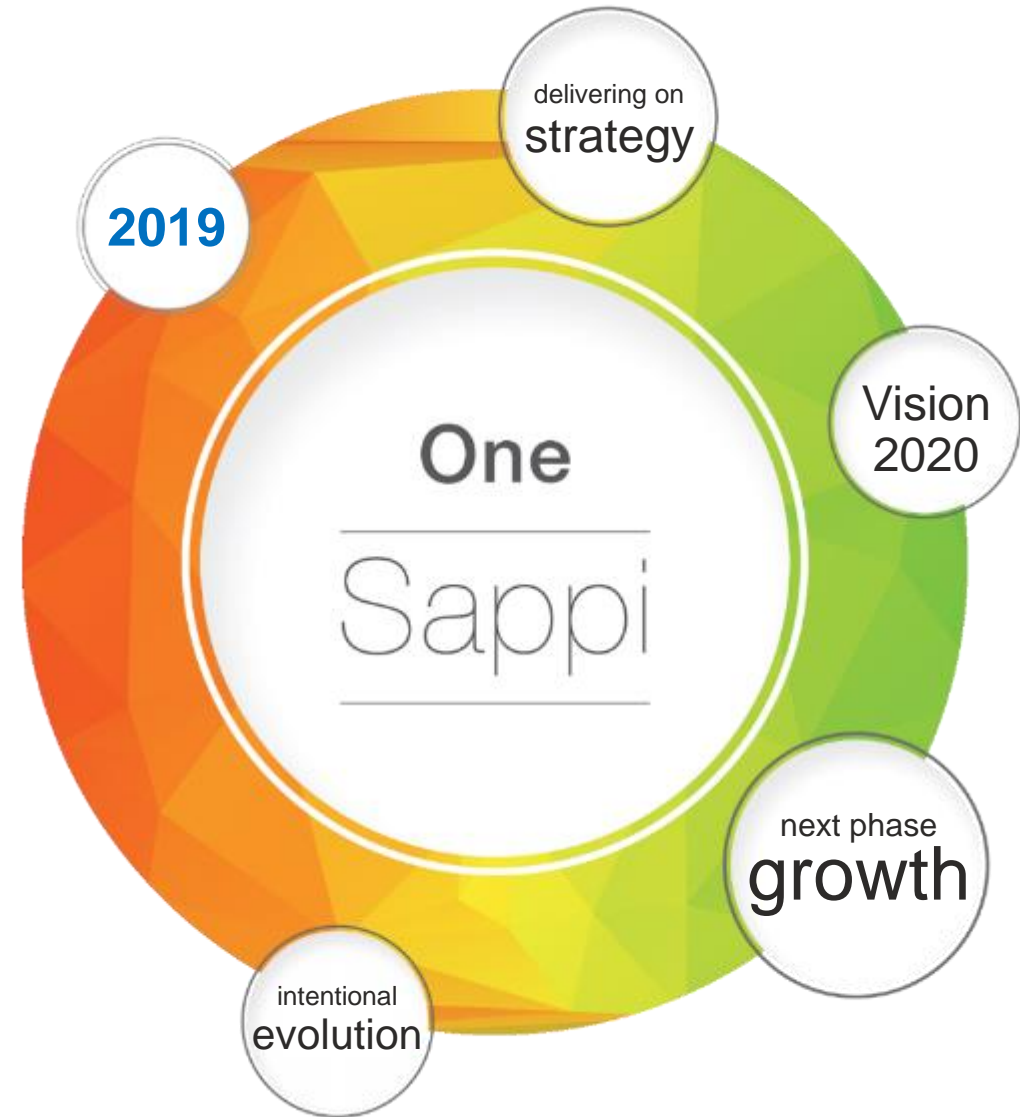 delivering on
strategy
2019
Vision
2020
One
Sappi
next phase
growth
intentional
evolution